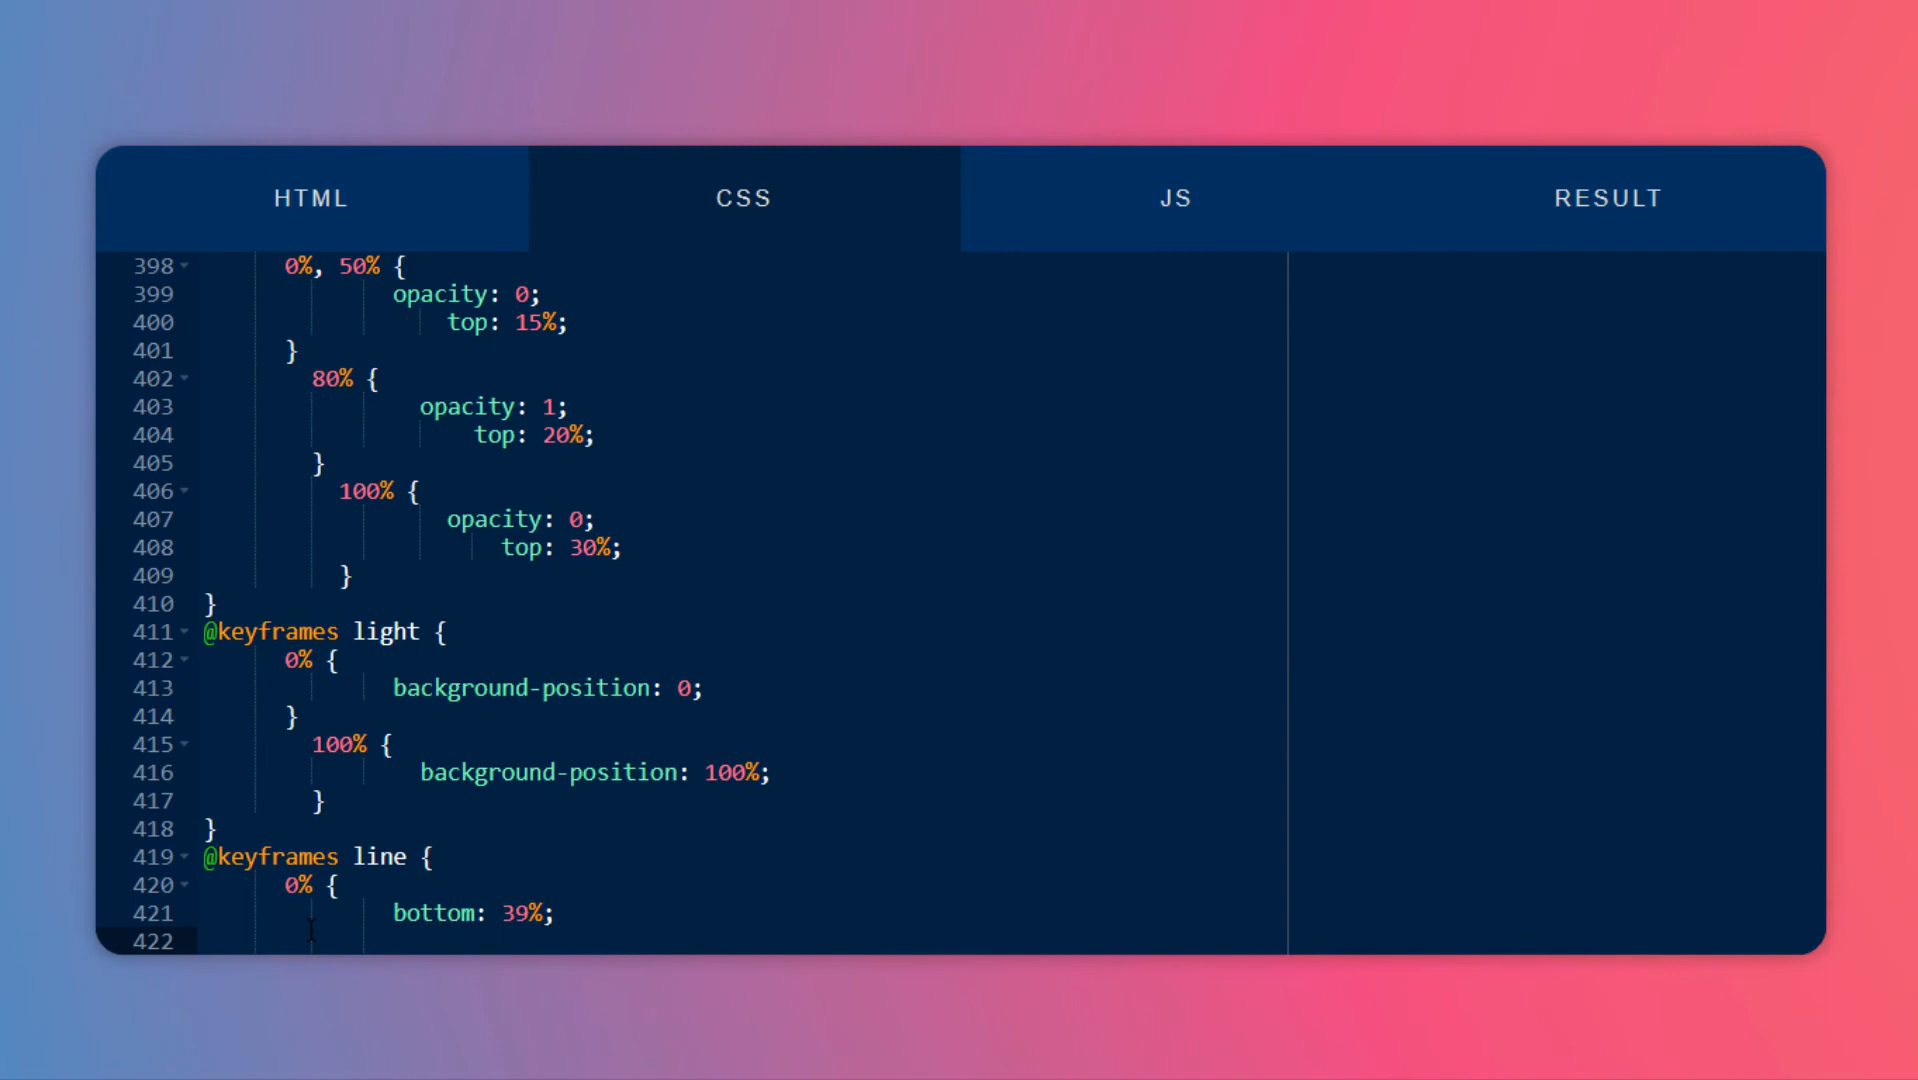 HTML CSS JS RESULT
398 0%, 50% {
399 opacity: 0;
400 top: 15%;
401 }
402 80% {
403 opacity: 1;
404 top: 20%;
405 }
406 100% {
407 opacity: 0;
408 top: 30%;
409 }
410 }
411 @keyframes light {
412 0% {
413 background-position: 0;
414 }
415 100% {
416 background-position: 100%;
417 }
418 }
419 @keyframes line {
420 0% {
421 bottom: 39%;
422